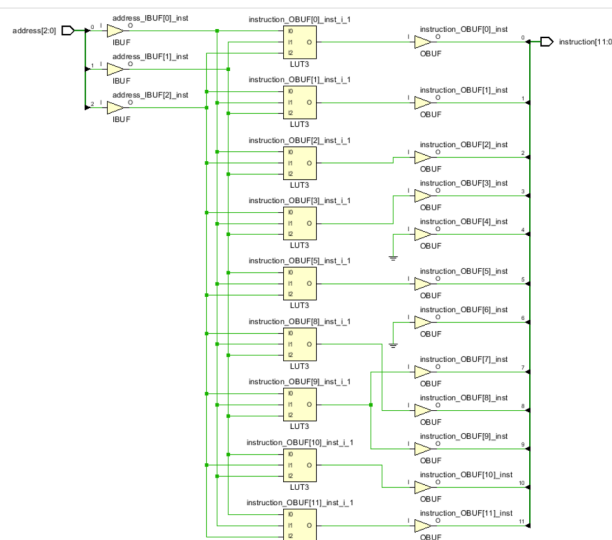 address[2:0]
0
I
address_IBUF[0]_inst
O
IBUF
1
I
address_IBUF[1]_inst
O
IBUF
2
I
address_IBUF[2]_inst
O
IBUF
instruction_OBUF[0]_inst_i_1
I0
I1
I2
O
LUT3
instruction_OBUF[1]_inst_i_1
I0
I1
I2
O
LUT3
instruction_OBUF[2]_inst_i_1
I0
I1
I2
O
LUT3
instruction_OBUF[3]_inst_i_1
I0
I1
I2
O
LUT3
instruction_OBUF[5]_inst_i_1
I0
I1
I2
O
LUT3
instruction_OBUF[8]_inst_i_1
I0
I1
I2
O
LUT3
instruction_OBUF[9]_inst_i_1
I0
I1
I2
O
LUT3
instruction_OBUF[10]_inst_i_1
I0
I1
I2
O
LUT3
instruction_OBUF[11]_inst_i_1
I0
I1
I2
O
instruction_OBUF[0]_inst
I
O
OBUF
0
instruction[11:0
instruction_OBUF[1]_inst
I
O
OBUF
1
instruction_OBUF[2]_inst
I
O
OBUF
2
instruction_OBUF[3]_inst
I
O
OBUF
3
instruction_OBUF[4]_inst
I
O
OBUF
4
instruction_OBUF[5]_inst
I
O
OBUF
5
instruction_OBUF[6]_inst
I
O
OBUF
6
instruction_OBUF[7]_inst
I
O
OBUF
7
instruction_OBUF[8]_inst
I
O
OBUF
8
instruction_OBUF[9]_inst
I
O
OBUF
9
instruction_OBUF[10]_inst
I
O
OBUF
10
instruction_OBUF[11]_inst
I
O
OBUF
11